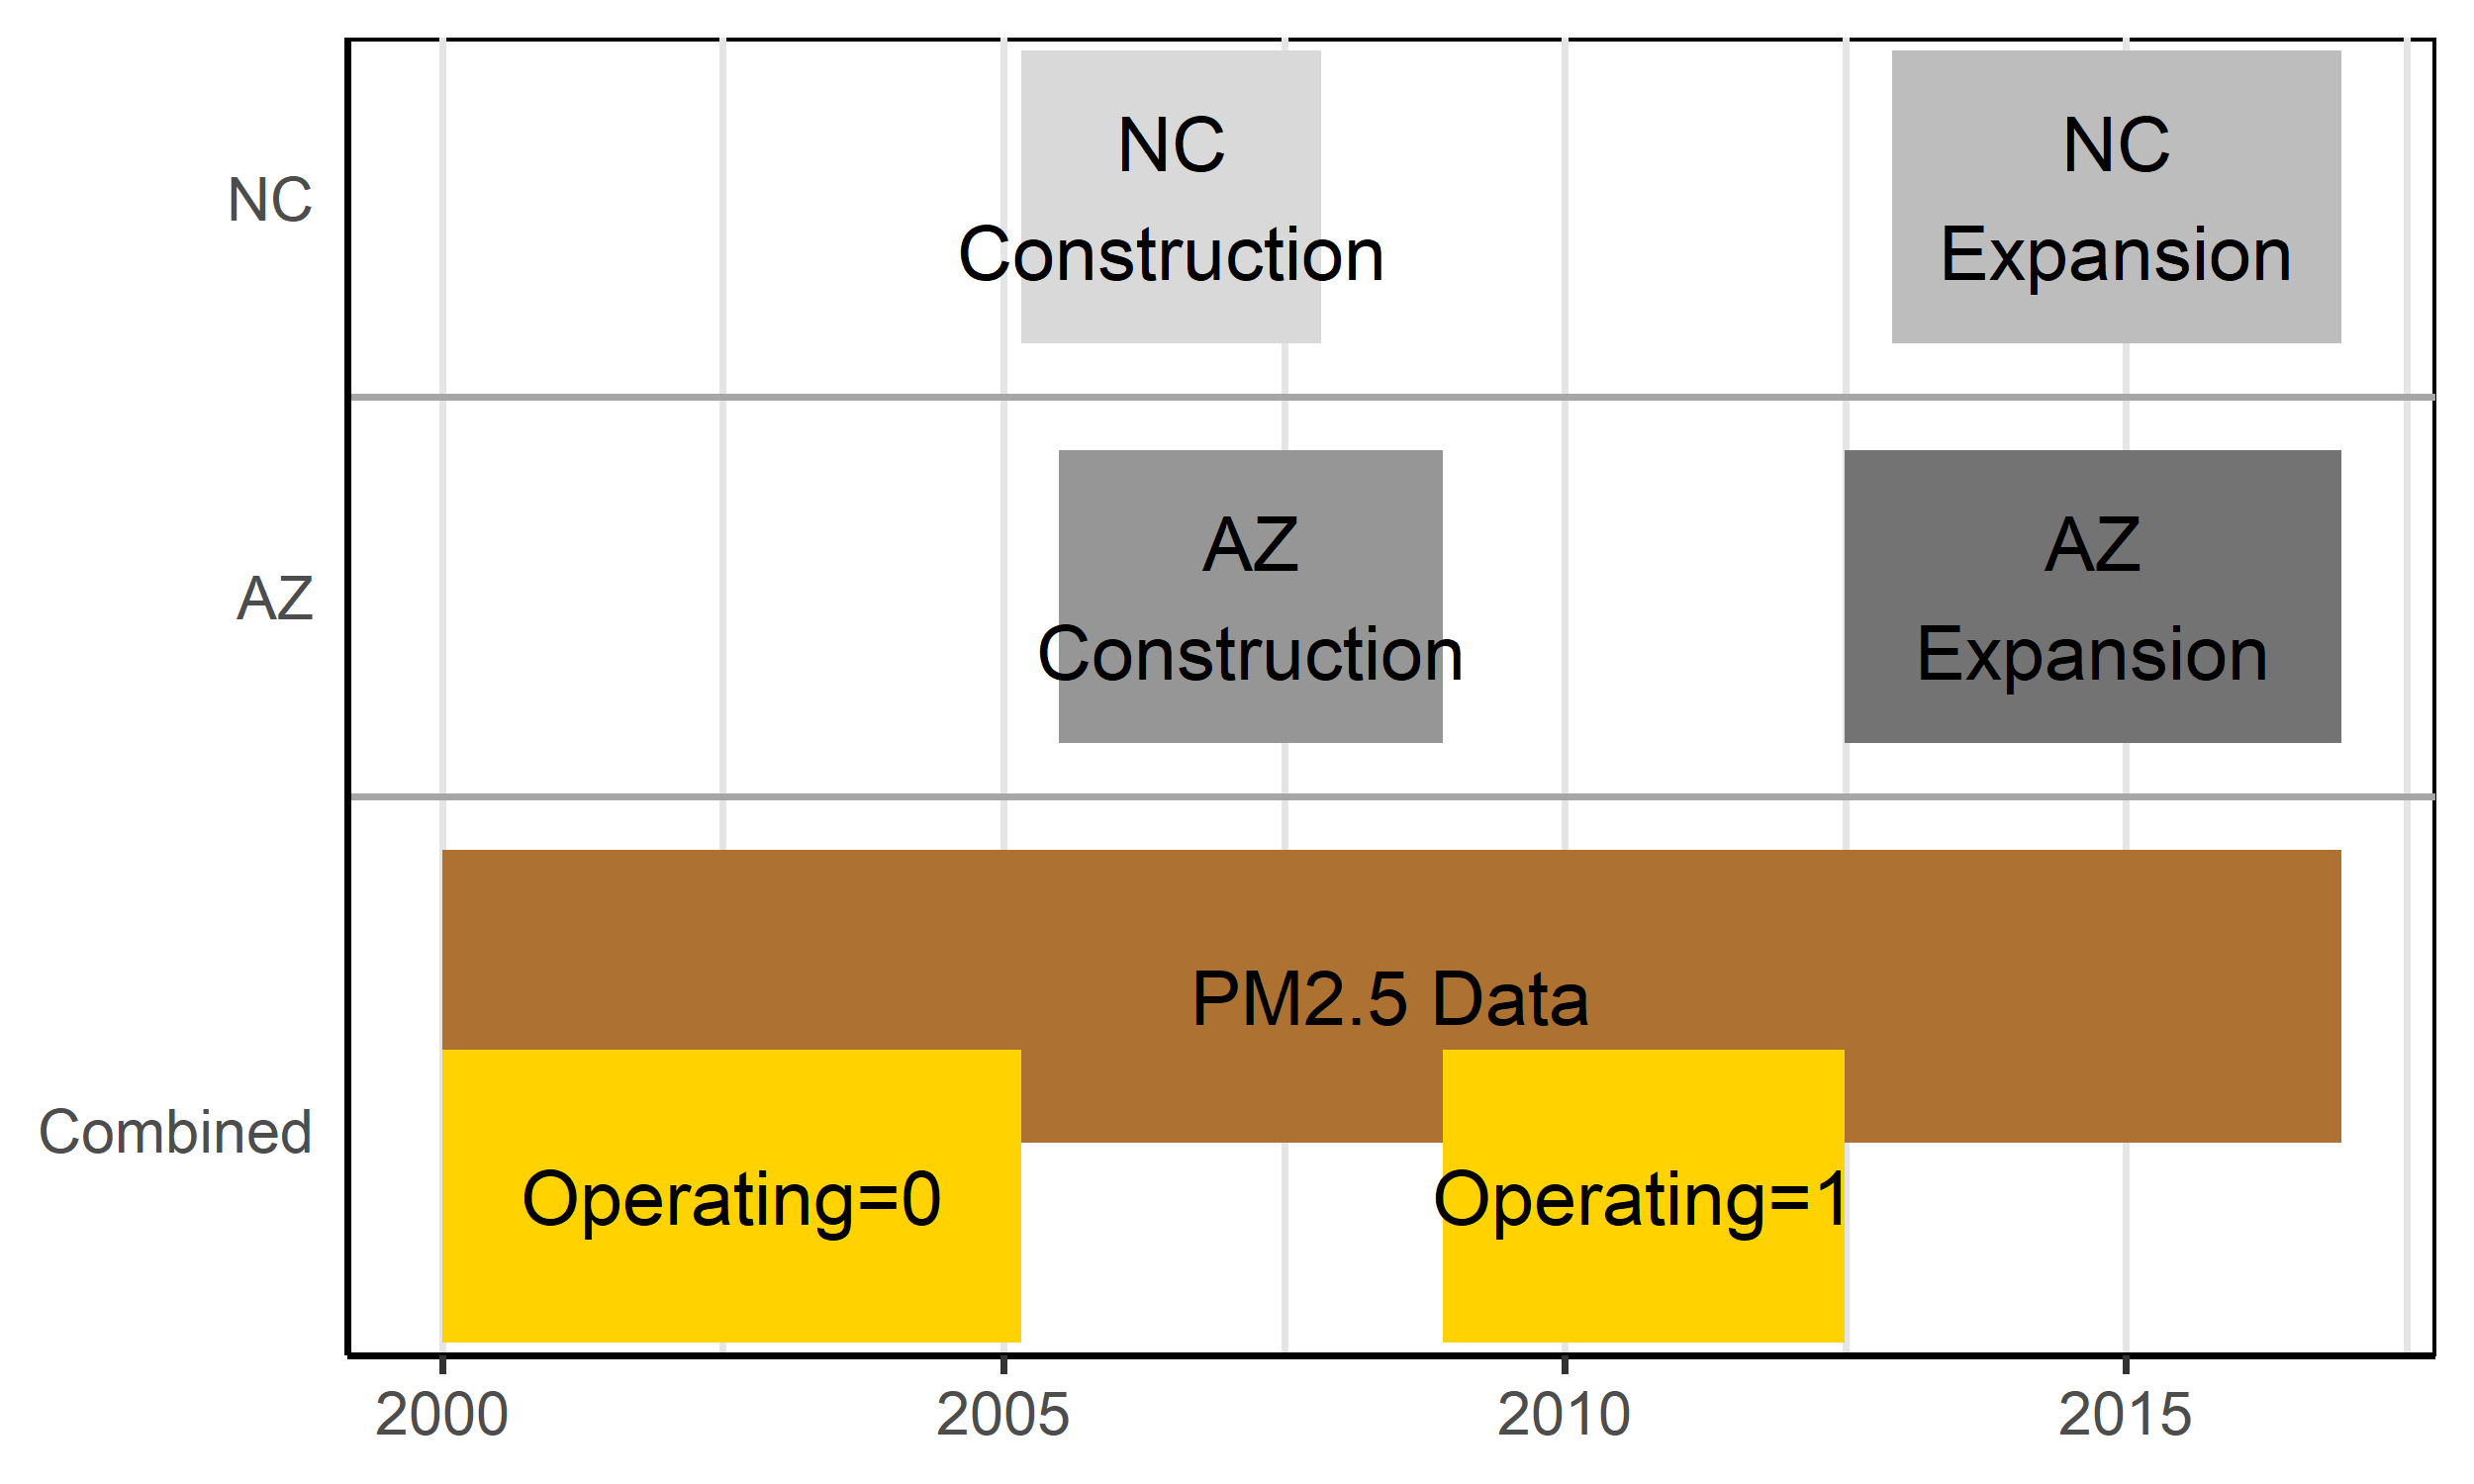 NC
NC
Construction
NC
Expansion
AZ
AZ
Construction
AZ
Expansion
Combined
PM2.5 Data
Operating=0
Operating=1
2000
2005
2010
2015